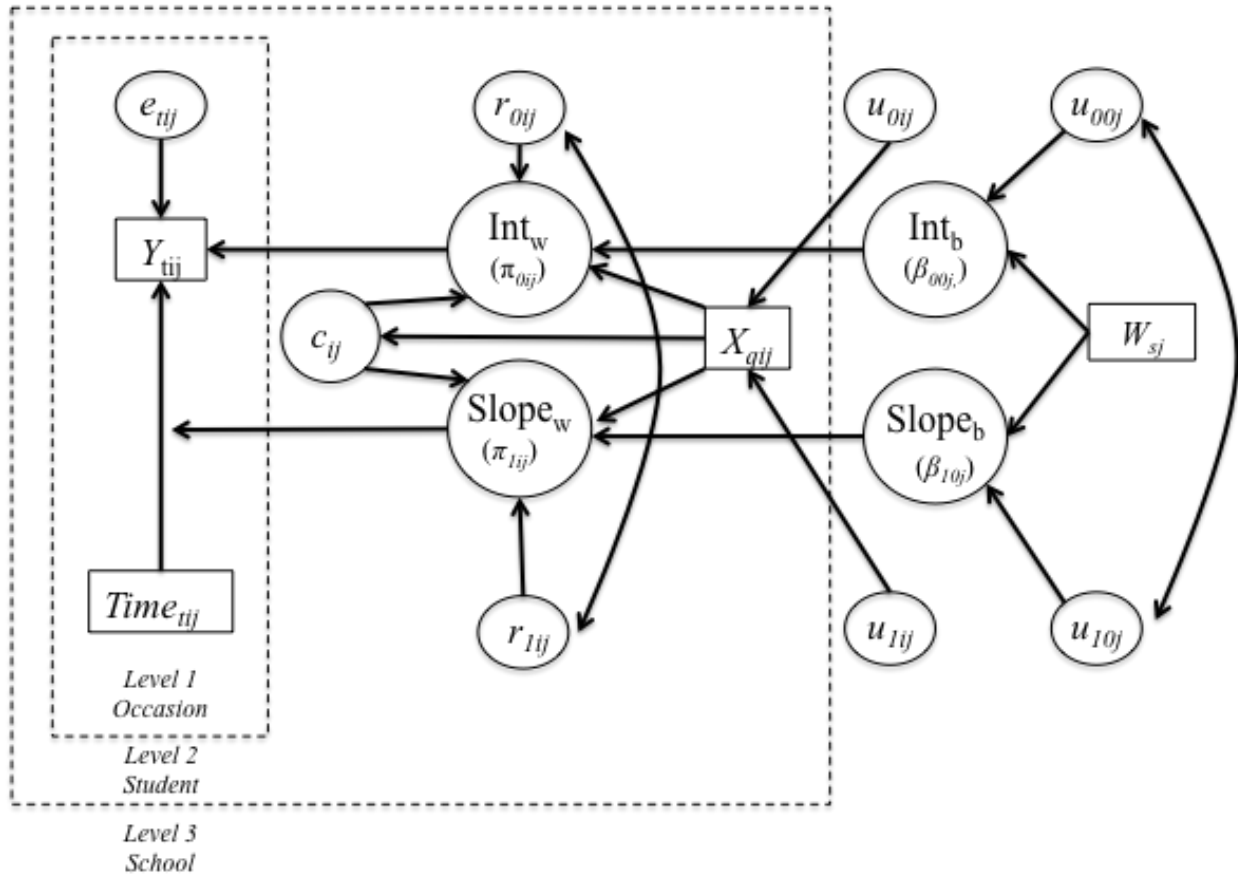 e_tij
r_0ij
u_0ij
u_00j
Y_tij
Int_w
(π_0ij)
Int_b
(β_00j,)
c_ij
X_qij
W_sj
Slope_w
(π_1ij)
Slope_b
(β_10j)
Time_tij
r_1ij
u_1ij
u_10j
Level 1
Occasion
Level 2
Student
Level 3
School